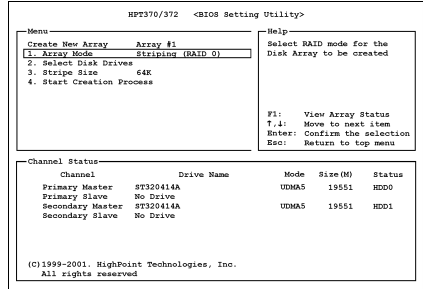 HPT370/372 <BIOS Setting Utility>
Menu
Create New Array Array #1
1. Array Mode Striping (RAID 0)
2. Select Disk Drives
3. Stripe Size 64K
4. Start Creation Process
Help
Select RAID mode for the
Disk Array to be created
F1: View Array Status
↑,↓: Move to next item
Enter: Confirm the selection
Esc: Return to top menu
Channel Status
Channel Drive Name Mode Size(M) Status
Primary Master ST320414A UDMA5 19551 HDD0
Primary Slave No Drive
Secondary Master ST320414A UDMA5 19551 HDD1
Secondary Slave No Drive
(C)1999-2001. HighPoint Technologies, Inc.
All rights reserved